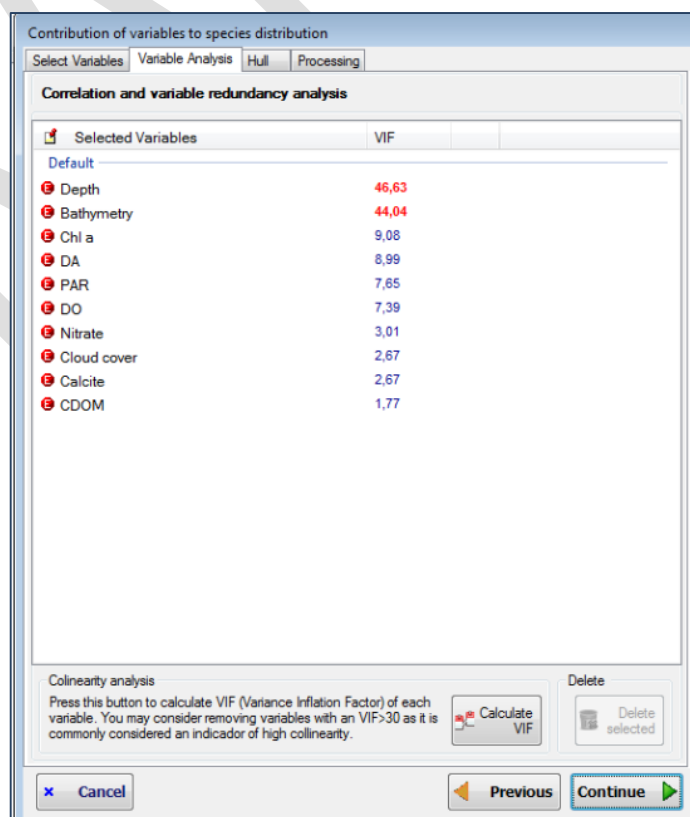 Contribution of variables to species distribution
Select Variables Variable Analysis Hull Processing
Correlation and variable redundancy analysis
Selected Variables VIF
Default
E Depth 46,63
E Bathymetry 44,04
E Chl a 9,08
E DA 8,99
E PAR 7,65
E DO 7,39
E Nitrate 3,01
E Cloud cover 2,67
E Calcite 2,67
E CDOM 1,77
Colinearity analysis
Press this button to calculate VIF (Variance Inflation Factor) of each
variable. You may consider removing variables with an VIF>30 as it is
commonly considered an indicador of high collinearity.
Calculate
VIF
Delete
Delete
selected
Cancel Previous Continue